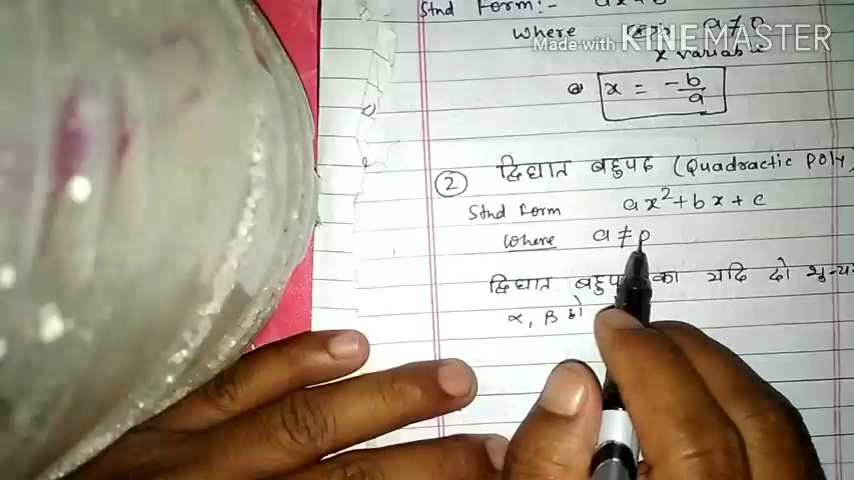 Stnd Form:-
Where a≠0
Made with KINEMASTER
x variable
x = -b/a
② द्विघात बहुपद (Quadractic poly
Stnd Form ax²+bx+c
Where a≠0
द्विघात का यदि दो
α, β हो